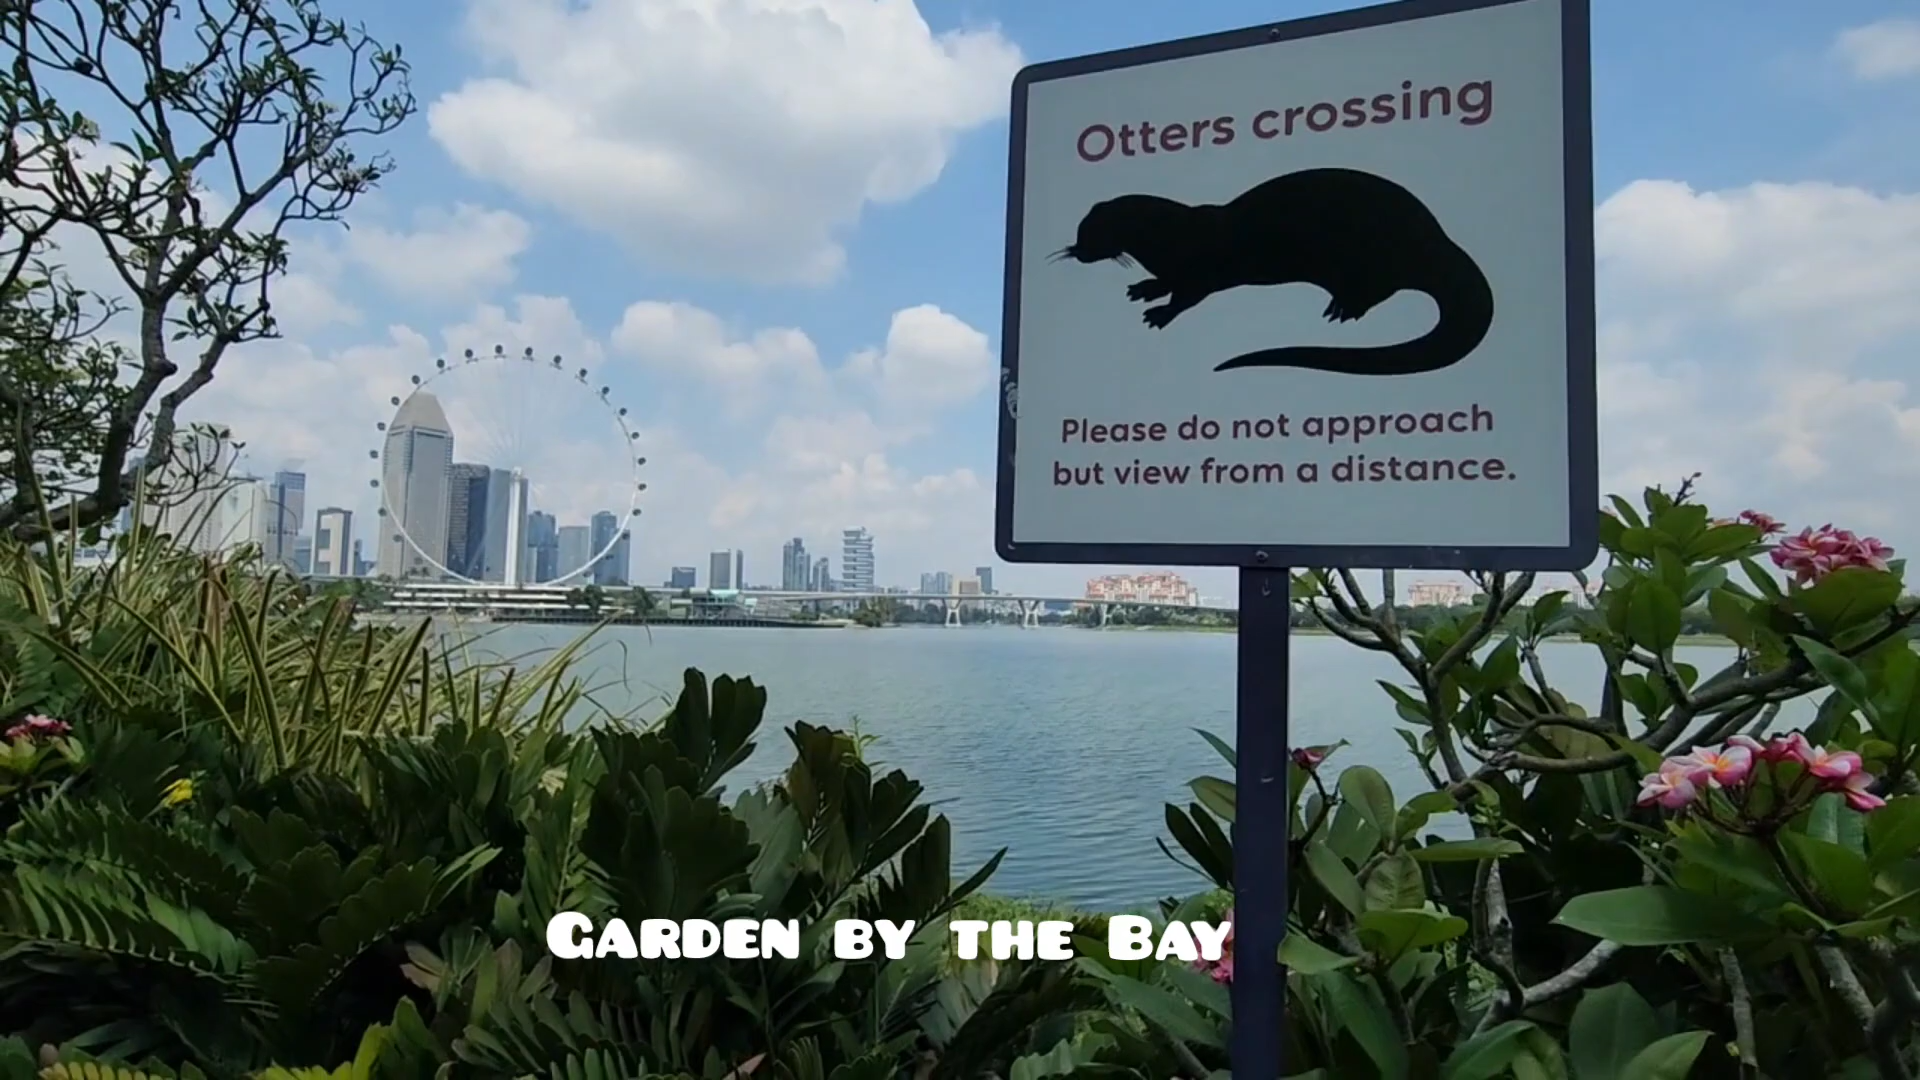 Otters crossing
Please do not approach
but view from a distance.
Garden by the Bay